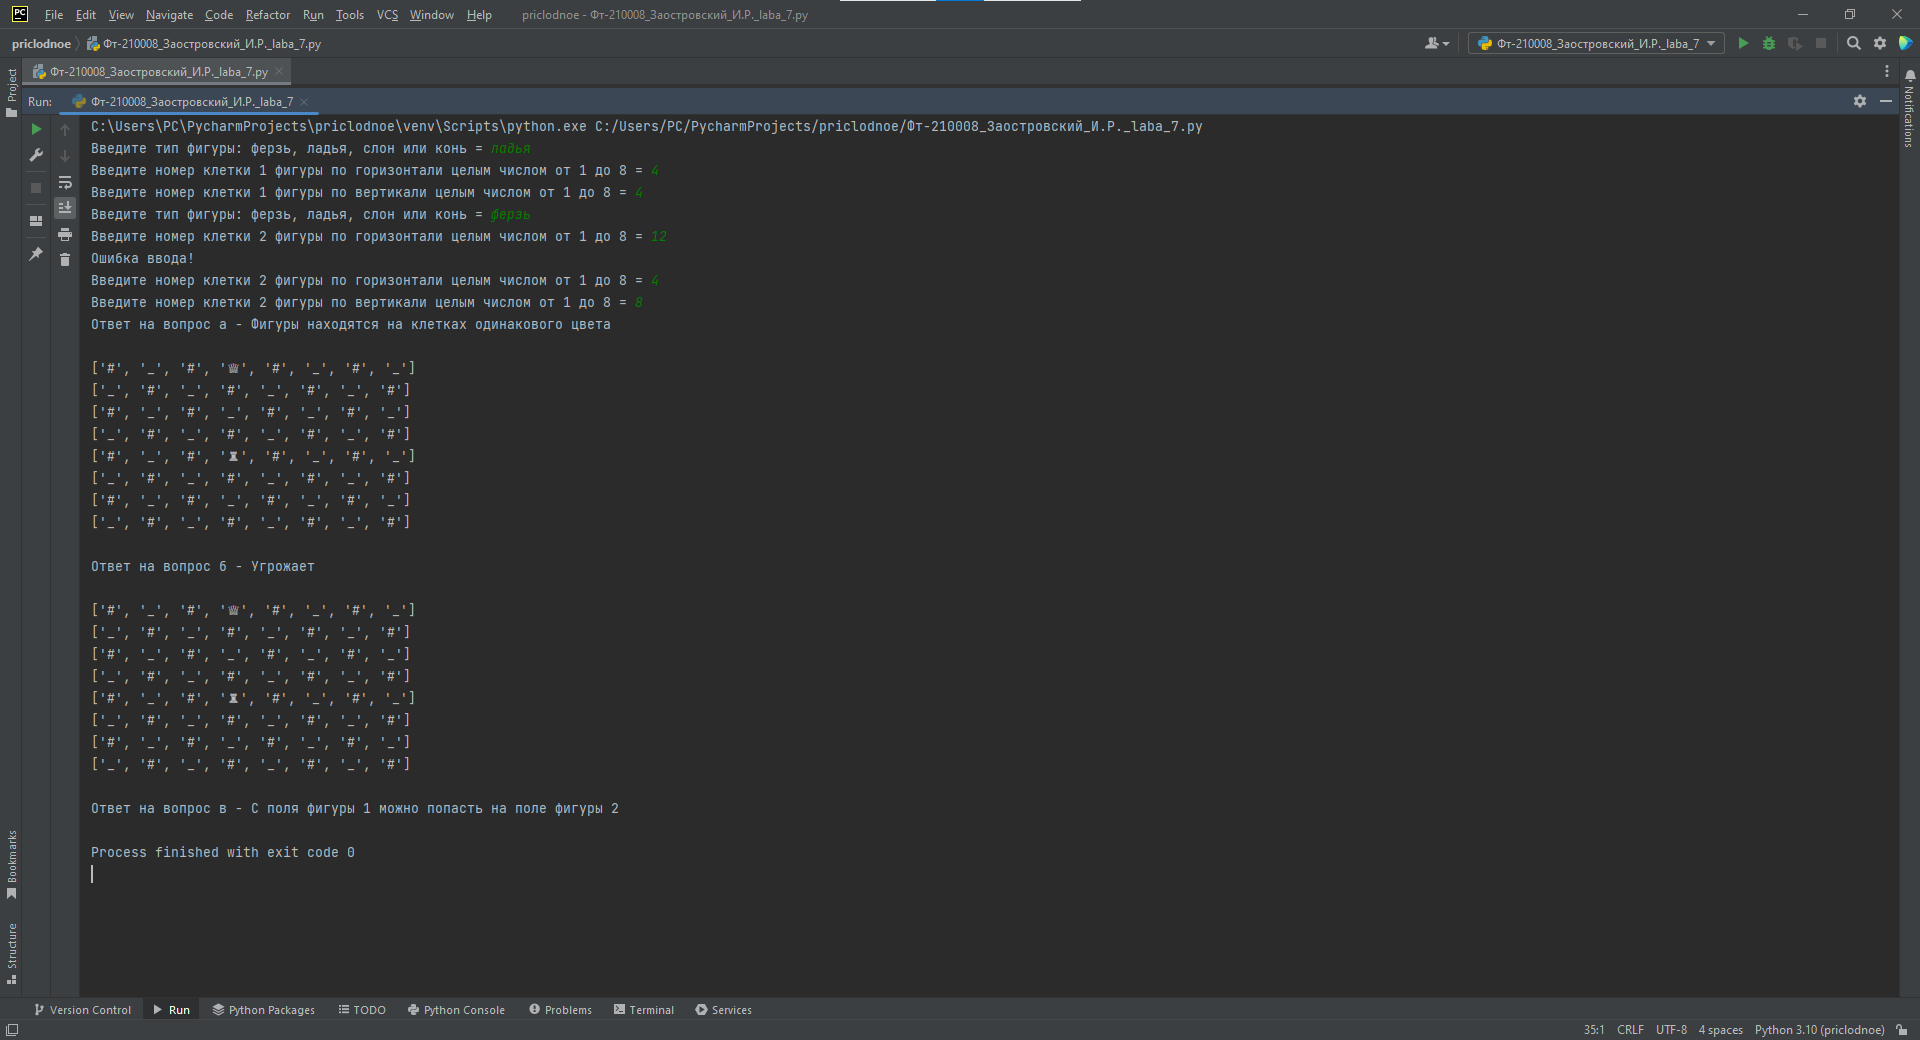 PC File Edit View Navigate Code Refactor Run Tools VCS Window Help priclodnoe - Фт-210008_Заостровский_И.Р._laba_7.py
priclodnoe Фт-210008_Заостровский_И.Р._laba_7.py Фт-210008_Заостровский_И.Р._laba_7
Фт-210008_Заостровский_И.Р._laba_7.py
Project
Notifications
Run: Фт-210008_Заостровский_И.Р._laba_7
C:\Users\PC\PycharmProjects\priclodnoe\venv\Scripts\python.exe C:/Users/PC/PycharmProjects/priclodnoe/Фт-210008_Заостровский_И.Р._laba_7.py
Введите тип фигуры: ферзь, ладья, слон или конь = ладья
Введите номер клетки 1 фигуры по горизонтали целым числом от 1 до 8 = 4
Введите номер клетки 1 фигуры по вертикали целым числом от 1 до 8 = 4
Введите тип фигуры: ферзь, ладья, слон или конь = ферзь
Введите номер клетки 2 фигуры по горизонтали целым числом от 1 до 8 = 12
Ошибка ввода!
Введите номер клетки 2 фигуры по горизонтали целым числом от 1 до 8 = 4
Введите номер клетки 2 фигуры по вертикали целым числом от 1 до 8 = 8
Ответ на вопрос а - Фигуры находятся на клетках одинакового цвета
['#', '_', '#', '♕', '#', '_', '#', '_']
['_', '#', '_', '#', '_', '#', '_', '#']
['#', '_', '#', '_', '#', '_', '#', '_']
['_', '#', '_', '#', '_', '#', '_', '#']
['#', '_', '#', '♜', '#', '_', '#', '_']
['_', '#', '_', '#', '_', '#', '_', '#']
['#', '_', '#', '_', '#', '_', '#', '_']
['_', '#', '_', '#', '_', '#', '_', '#']
Ответ на вопрос б - Угрожает
['#', '_', '#', '♕', '#', '_', '#', '_']
['_', '#', '_', '#', '_', '#', '_', '#']
['#', '_', '#', '_', '#', '_', '#', '_']
['_', '#', '_', '#', '_', '#', '_', '#']
['#', '_', '#', '♜', '#', '_', '#', '_']
['_', '#', '_', '#', '_', '#', '_', '#']
['#', '_', '#', '_', '#', '_', '#', '_']
['_', '#', '_', '#', '_', '#', '_', '#']
Ответ на вопрос в - С поля фигуры 1 можно попасть на поле фигуры 2
Process finished with exit code 0
Bookmarks
Structure
Version Control Run Python Packages TODO Python Console Problems Terminal Services
35:1 CRLF UTF-8 4 spaces Python 3.10 (priclodnoe)